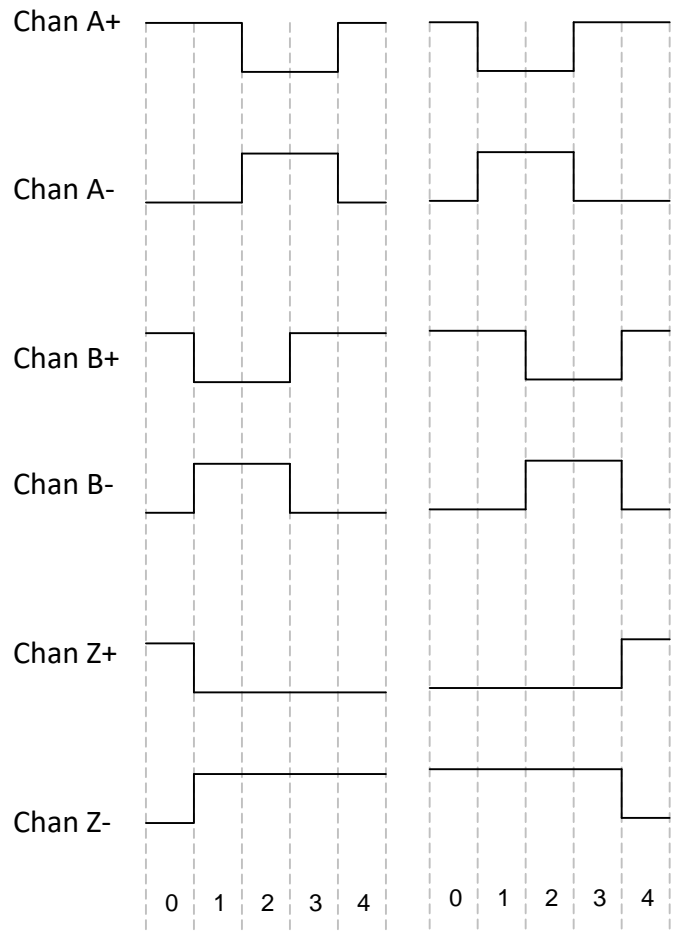 Chan A+
Chan A-
Chan B+
Chan B-
Chan Z+
Chan Z-
0 1 2 3 4 0 1 2 3 4